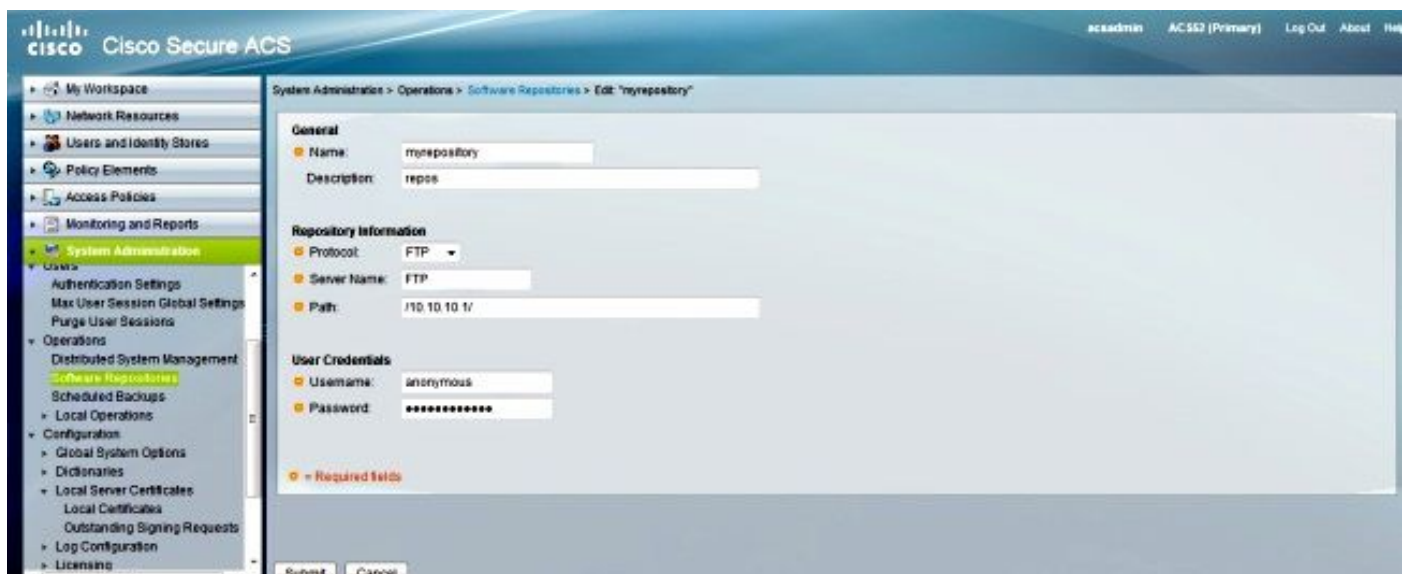 CISCO Cisco Secure ACS
acsadmin ACS52 (Primary) Log Out About Help
My Workspace
Network Resources
Users and Identity Stores
Policy Elements
Access Policies
Monitoring and Reports
System Administration
Users
Authentication Settings
Max User Session Global Settings
Purge User Sessions
Operations
Distributed System Management
Software Repositories
Scheduled Backups
Local Operations
Configuration
Global System Options
Dictionaries
Local Server Certificates
Local Certificates
Outstanding Signing Requests
Log Configuration
Licensing
System Administration > Operations > Software Repositories > Edit: "myrepository"
General
Name: myrepository
Description: repos
Repository Information
Protocol: FTP
Server Name: FTP
Path: /10.10.10.1/
User Credentials
Username: anonymous
Password: ●●●●●●●●●●●●
= Required fields
Submit Cancel